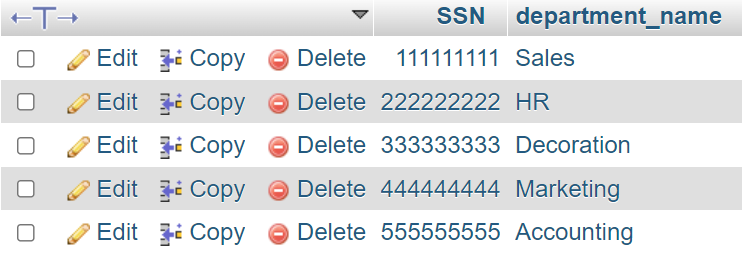 SSN department_name
Edit Copy Delete 111111111 Sales
Edit Copy Delete 222222222 HR
Edit Copy Delete 333333333 Decoration
Edit Copy Delete 444444444 Marketing
Edit Copy Delete 555555555 Accounting